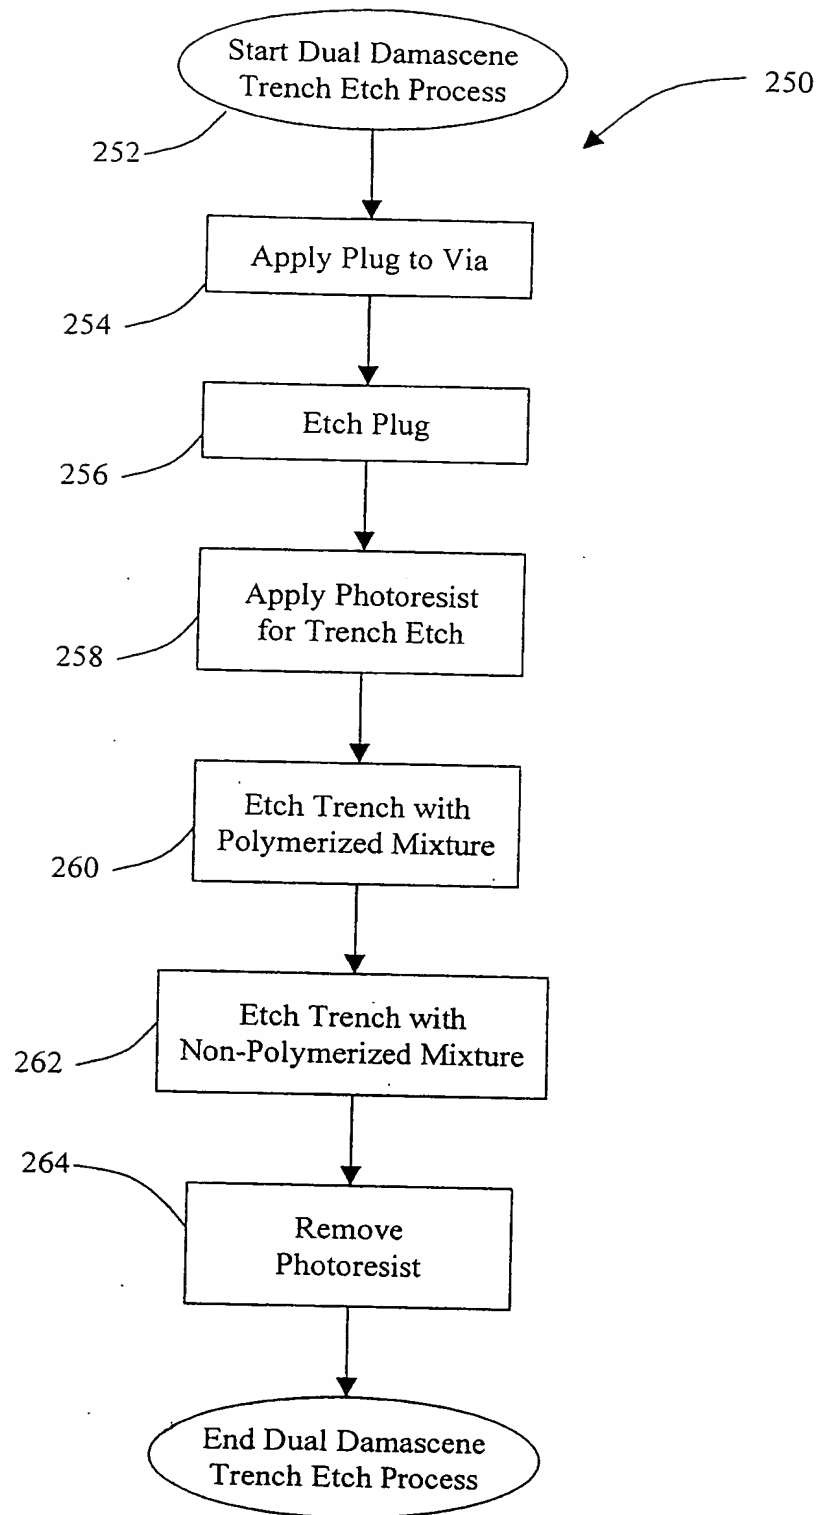 Start Dual Damascene
Trench Etch Process
250
252
Apply Plug to Via
254
Etch Plug
256
Apply Photoresist
for Trench Etch
258
Etch Trench with
Polymerized Mixture
260
Etch Trench with
Non-Polymerized Mixture
262
264
Remove
Photoresist
End Dual Damascene
Trench Etch Process